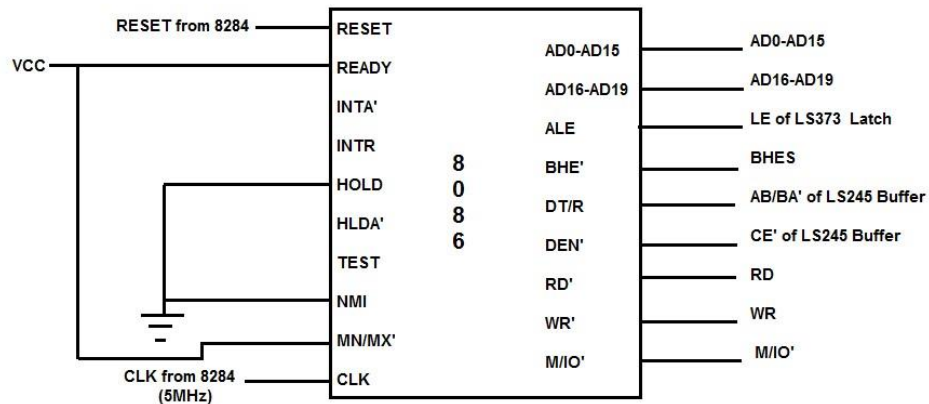 RESET from 8284
VCC
CLK from 8284
(5MHz)
RESET
READY
INTA'
INTR
HOLD
HLDA'
TEST
NMI
MN/MX'
CLK
8
0
8
6
AD0-AD15
AD16-AD19
ALE
BHE'
DT/R
DEN'
RD'
WR'
M/IO'
AD0-AD15
AD16-AD19
LE of LS373 Latch
BHES
AB/BA' of LS245 Buffer
CE' of LS245 Buffer
RD
WR
M/IO'